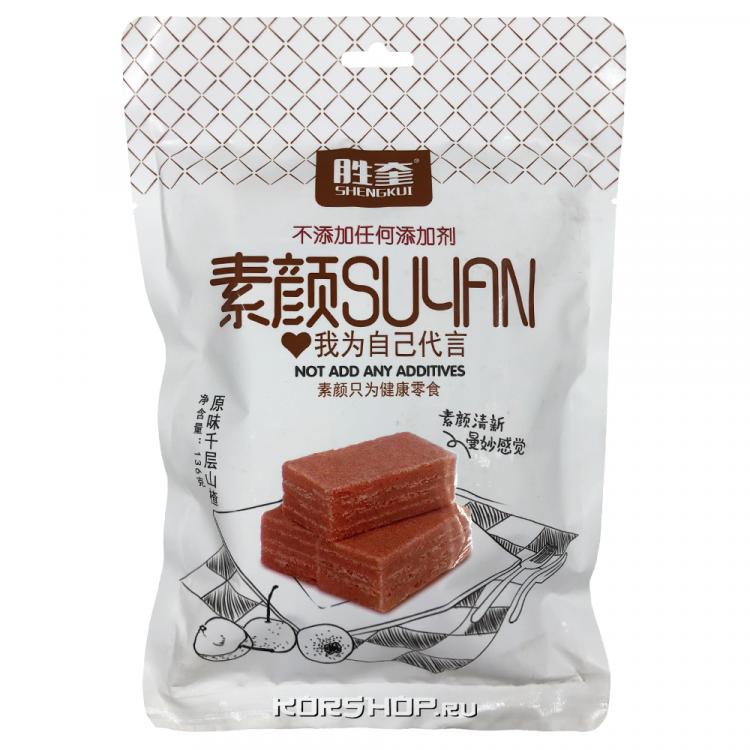 胜奎®
SHENGKUI
不添加任何添加剂
素颜SUYAN
我为自己代言
NOT ADD ANY ADDITIVES
素颜只为健康零食
素颜清新
曼妙感觉
原味千层山楂
净含量：136克
KORSHOP.RU